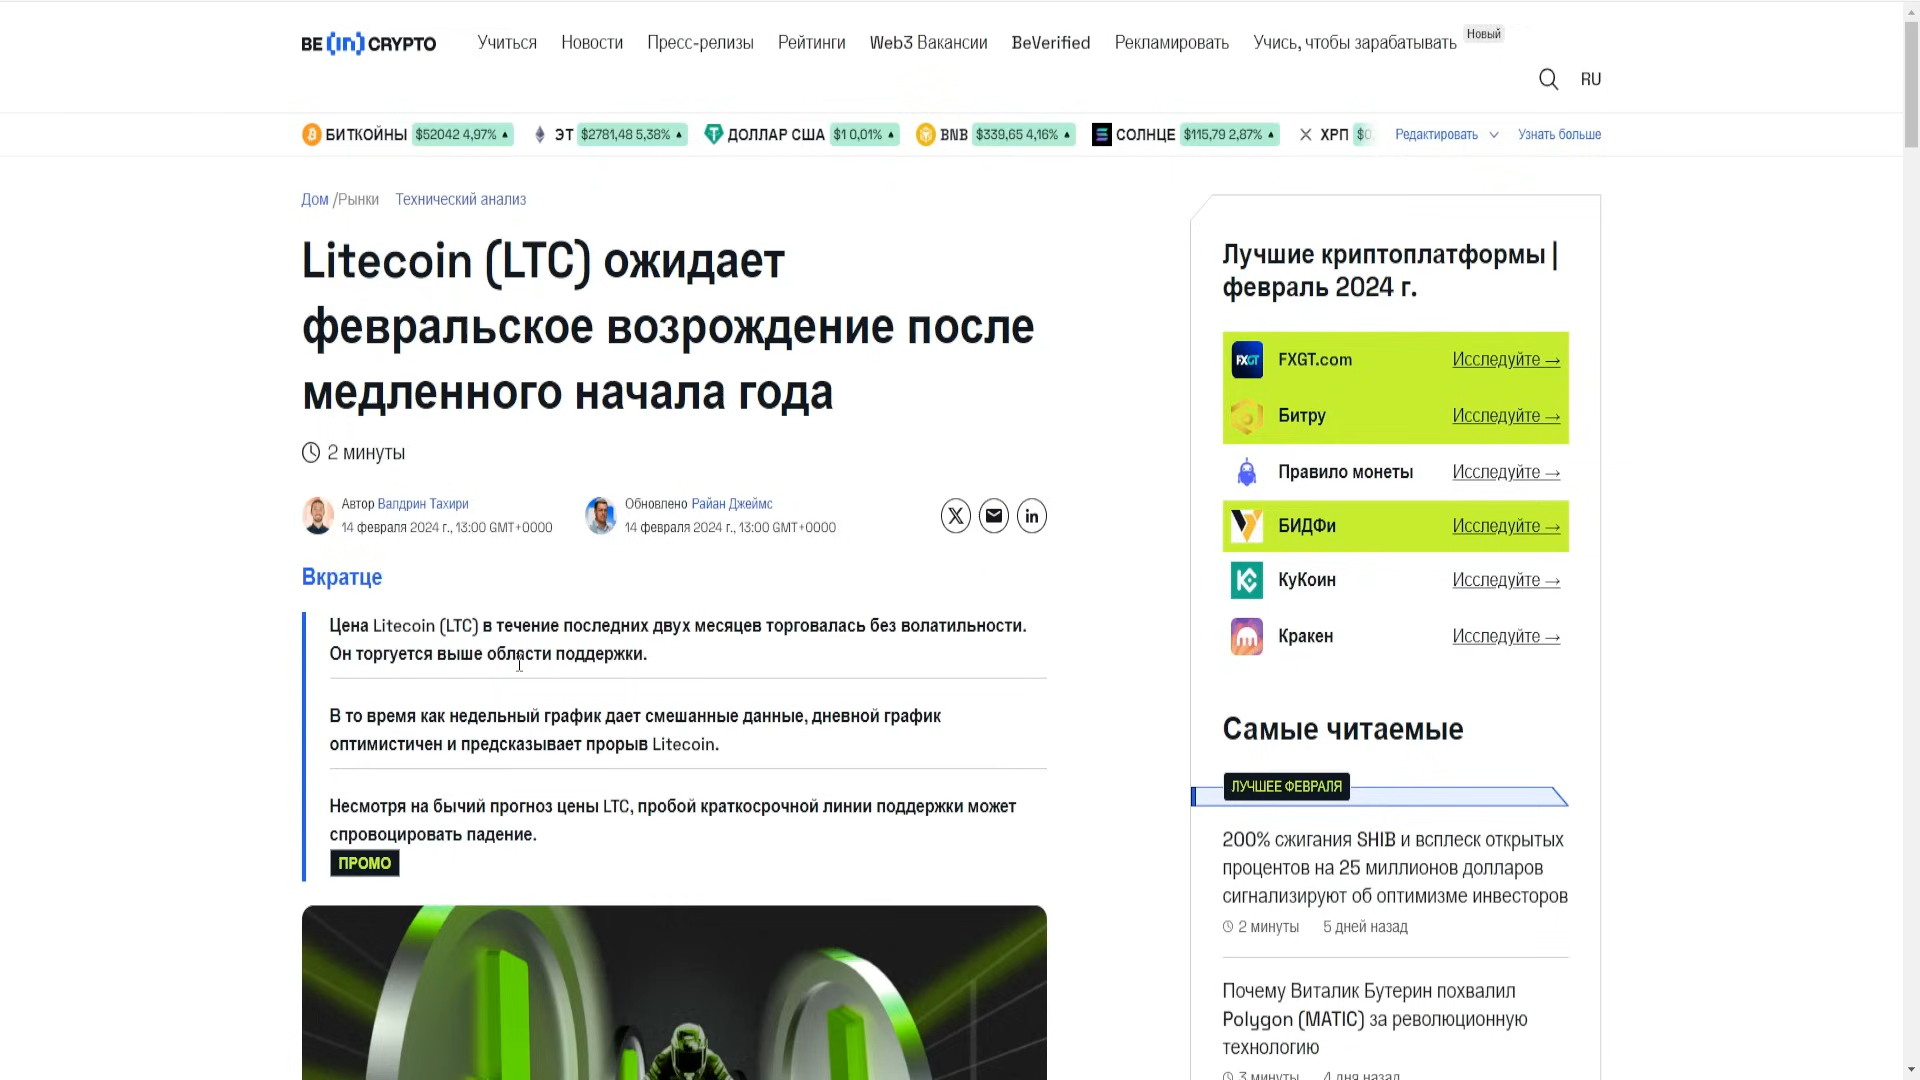 BE [in] CRYPTO
Учиться
Новости
Пресс-релизы
Рейтинги
Web3 Вакансии
BeVerified
Рекламировать
Учись, чтобы зарабатывать
Новый
RU
БИТКОЙНЫ $52042 4,97% ▲
ЭТ $2781,48 5,38% ▲
ДОЛЛАР США $1 0,01% ▲
BNB $339,65 4,16% ▲
СОЛНЦЕ $115,79 2,87% ▲
ХРП $0
Редактировать
Узнать больше
Дом /Рынки
Технический анализ
Litecoin (LTC) ожидает
февральское возрождение после
медленного начала года
2 минуты
Автор Валдрин Тахири
14 февраля 2024 г., 13:00 GMT+0000
Обновлено Райан Джеймс
14 февраля 2024 г., 13:00 GMT+0000
Вкратце
Цена Litecoin (LTC) в течение последних двух месяцев торговалась без волатильности.
Он торгуется выше области поддержки.
В то время как недельный график дает смешанные данные, дневной график
оптимистичен и предсказывает прорыв Litecoin.
Несмотря на бычий прогноз цены LTC, пробой краткосрочной линии поддержки может
спровоцировать падение.
ПРОМО
Лучшие криптоплатформы |
февраль 2024 г.
FXGT
FXGT.com
Исследуйте →
Битру
Исследуйте →
Правило монеты
Исследуйте →
БИДФи
Исследуйте →
КуКоин
Исследуйте →
Кракен
Исследуйте →
Самые читаемые
ЛУЧШЕЕ ФЕВРАЛЯ
200% сжигания SHIB и всплеск открытых
процентов на 25 миллионов долларов
сигнализируют об оптимизме инвесторов
2 минуты
5 дней назад
Почему Виталик Бутерин похвалил
Polygon (MATIC) за революционную
технологию
3 минуты
4 дня назад